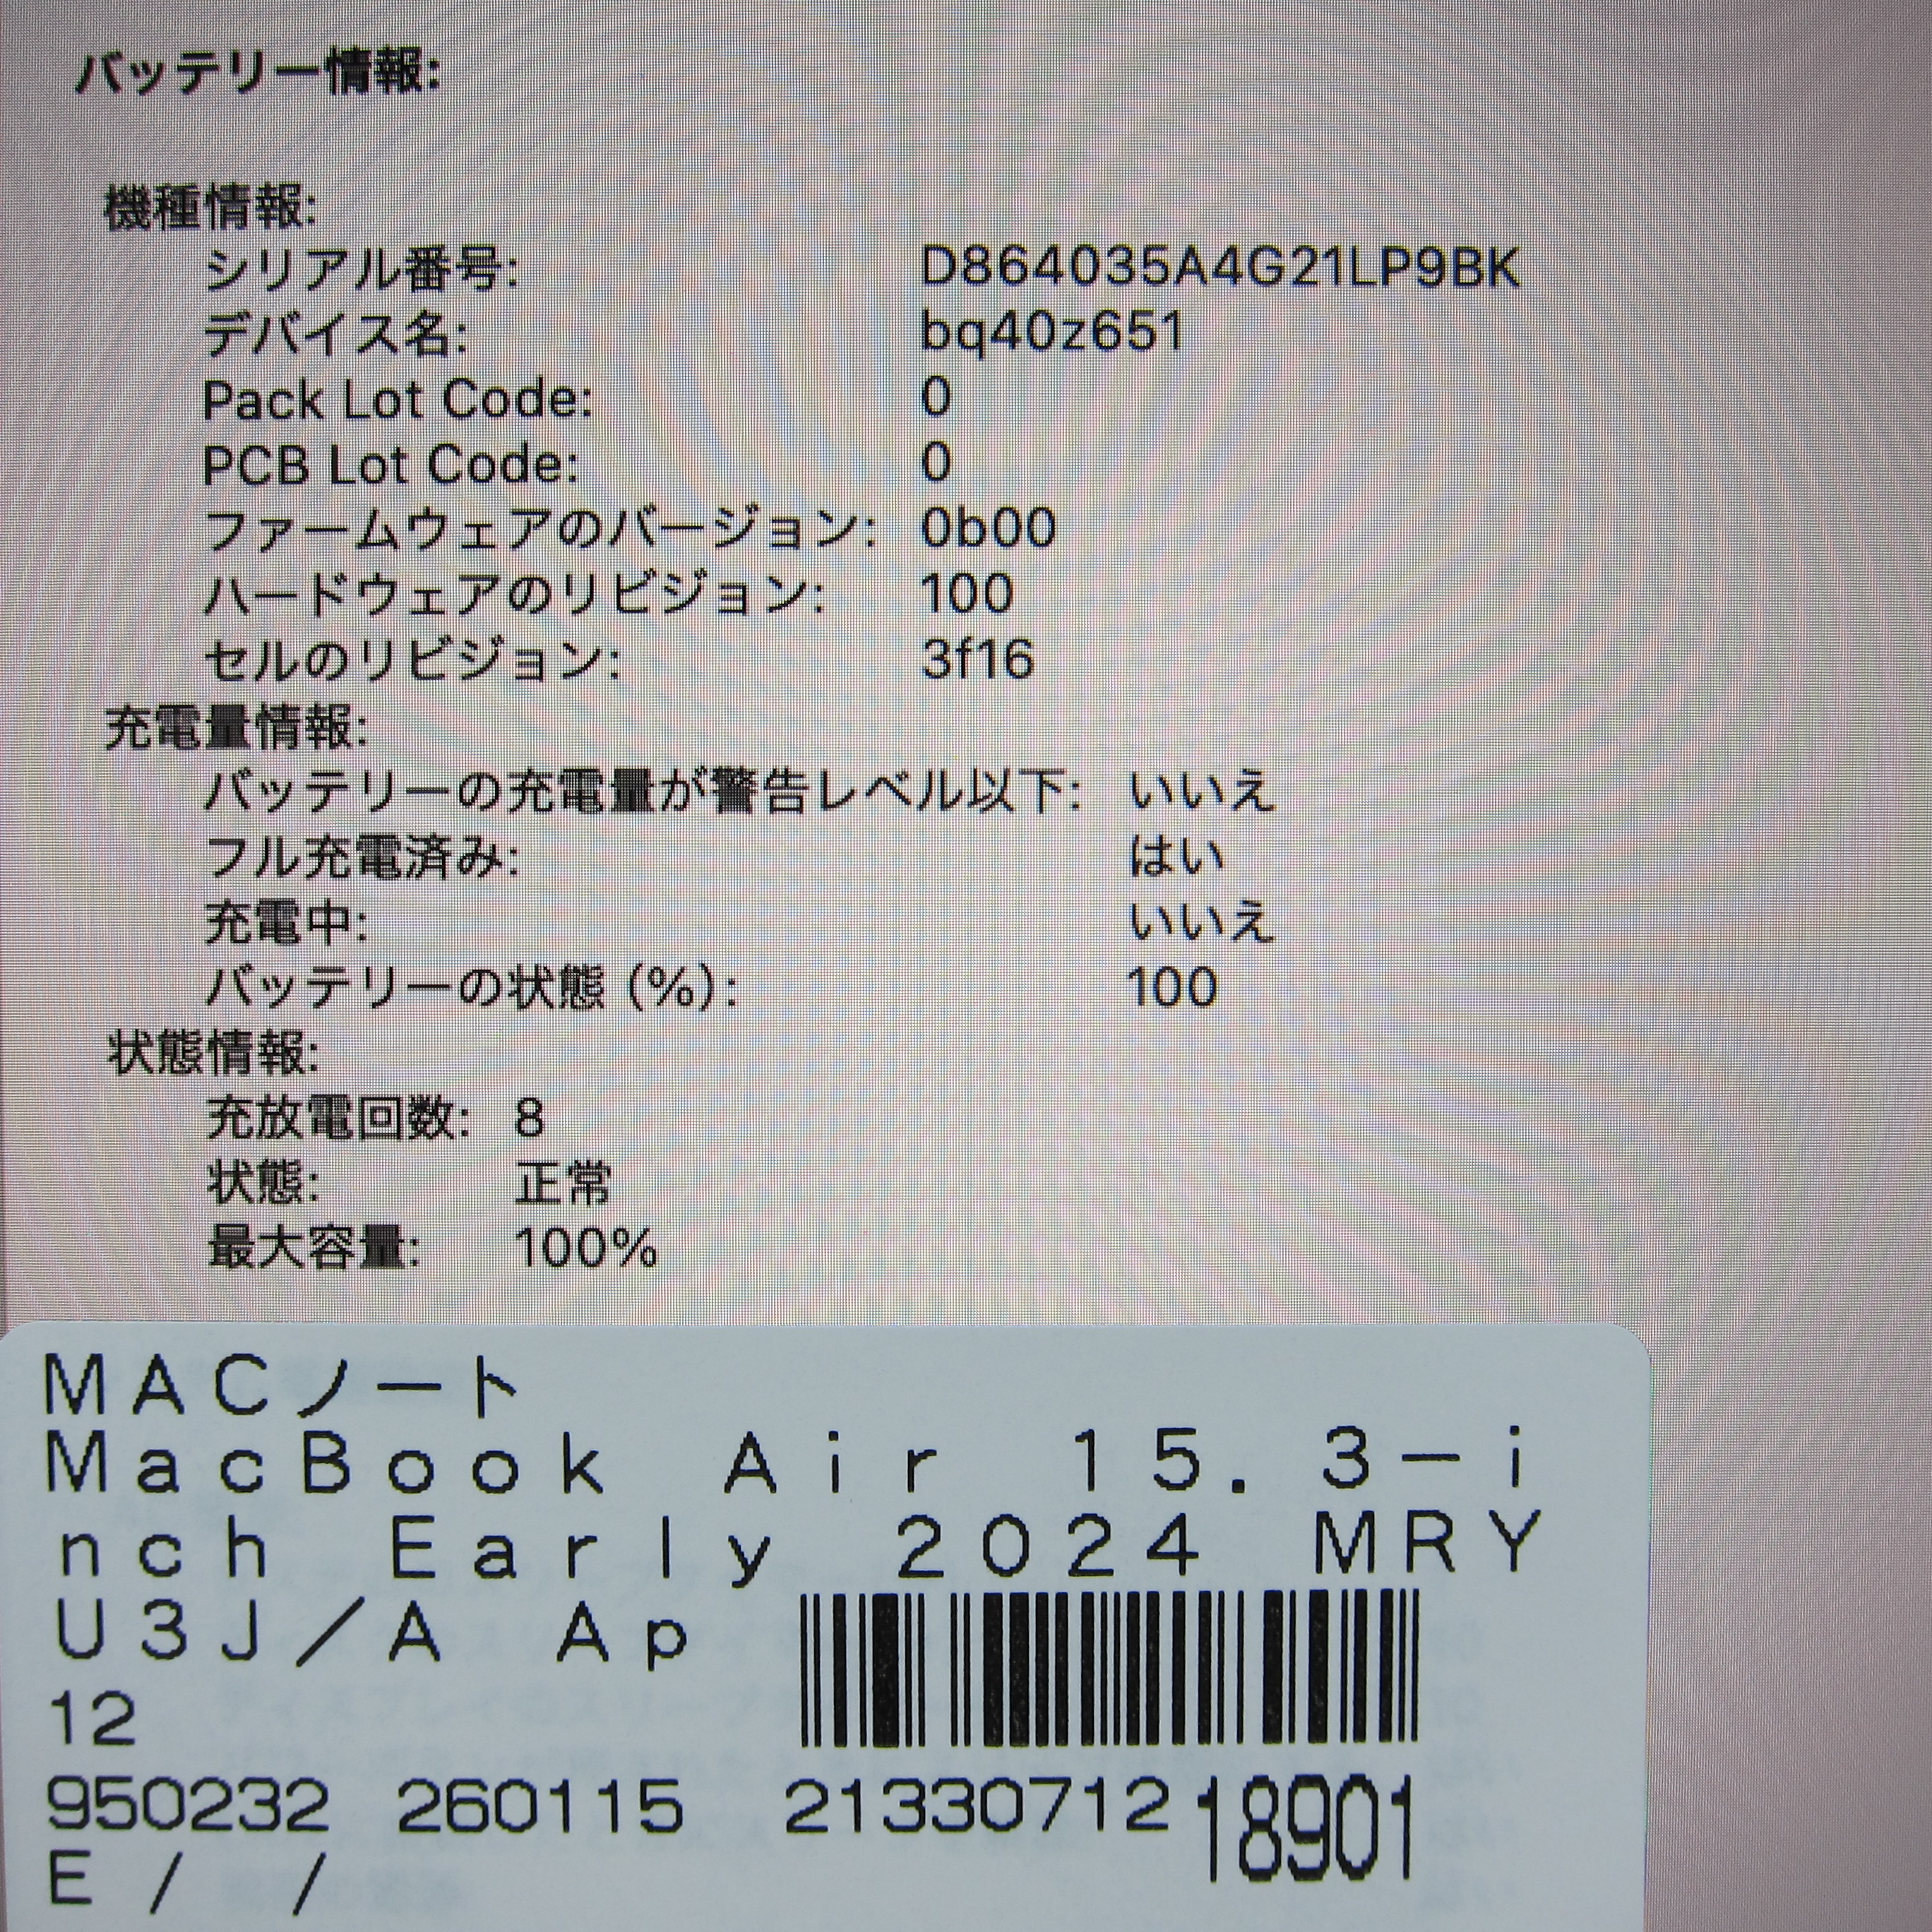 バッテリー情報:
機種情報:
シリアル番号: D864035A4G21LP9BK
デバイス名: bq40z651
Pack Lot Code: 0
PCB Lot Code: 0
ファームウェアのバージョン: 0b00
ハードウェアのリビジョン: 100
セルのリビジョン: 3f16
充電量情報:
バッテリーの充電量が警告レベル以下: いいえ
フル充電済み: はい
充電中: いいえ
バッテリーの状態 (%): 100
状態情報:
充放電回数: 8
状態: 正常
最大容量: 100%
MACノート
MacBook Air 15.3-i
nch Early 2024 MRY
U3J/A Ap
12
950232 260115 2133071218901
E / /